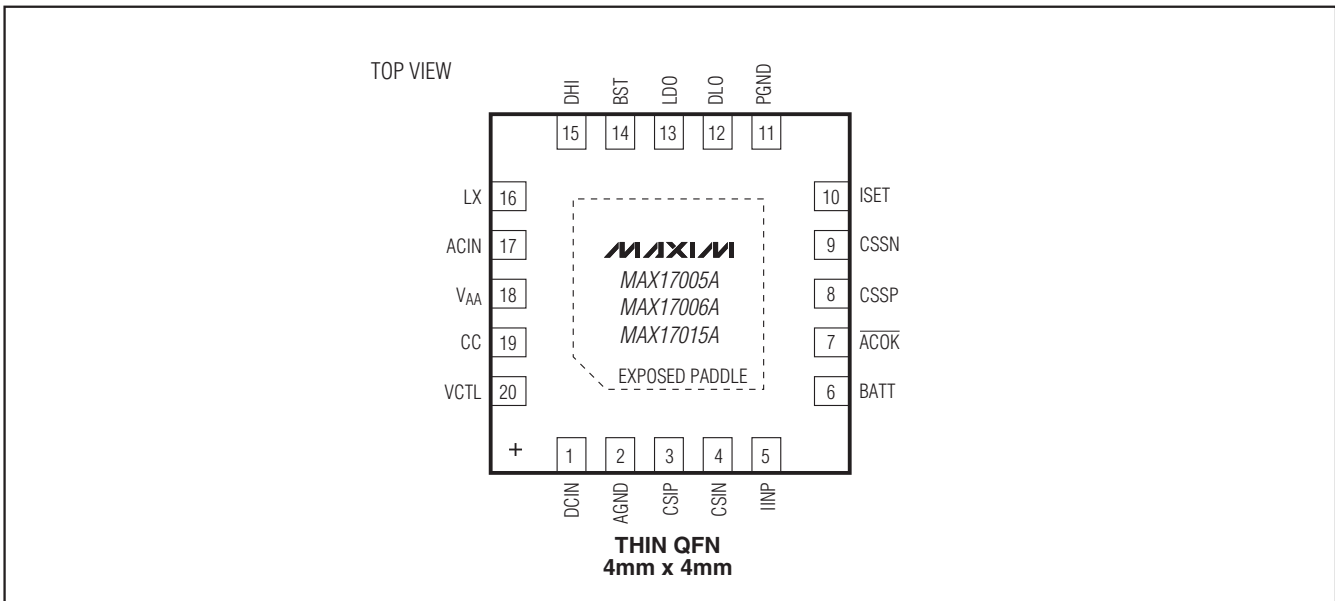 TOP VIEW
DHI BST LDO DLO PGND
15 14 13 12 11
LX 16 10 ISET
ACIN 17 9 CSSN
VAA 18 8 CSSP
CC 19 7 ACOK
VCTL 20 6 BATT
MAXIM
MAX17005A
MAX17006A
MAX17015A
EXPOSED PADDLE
+ 1 2 3 4 5
DCIN AGND CSIP CSIN IINP
THIN QFN
4mm x 4mm